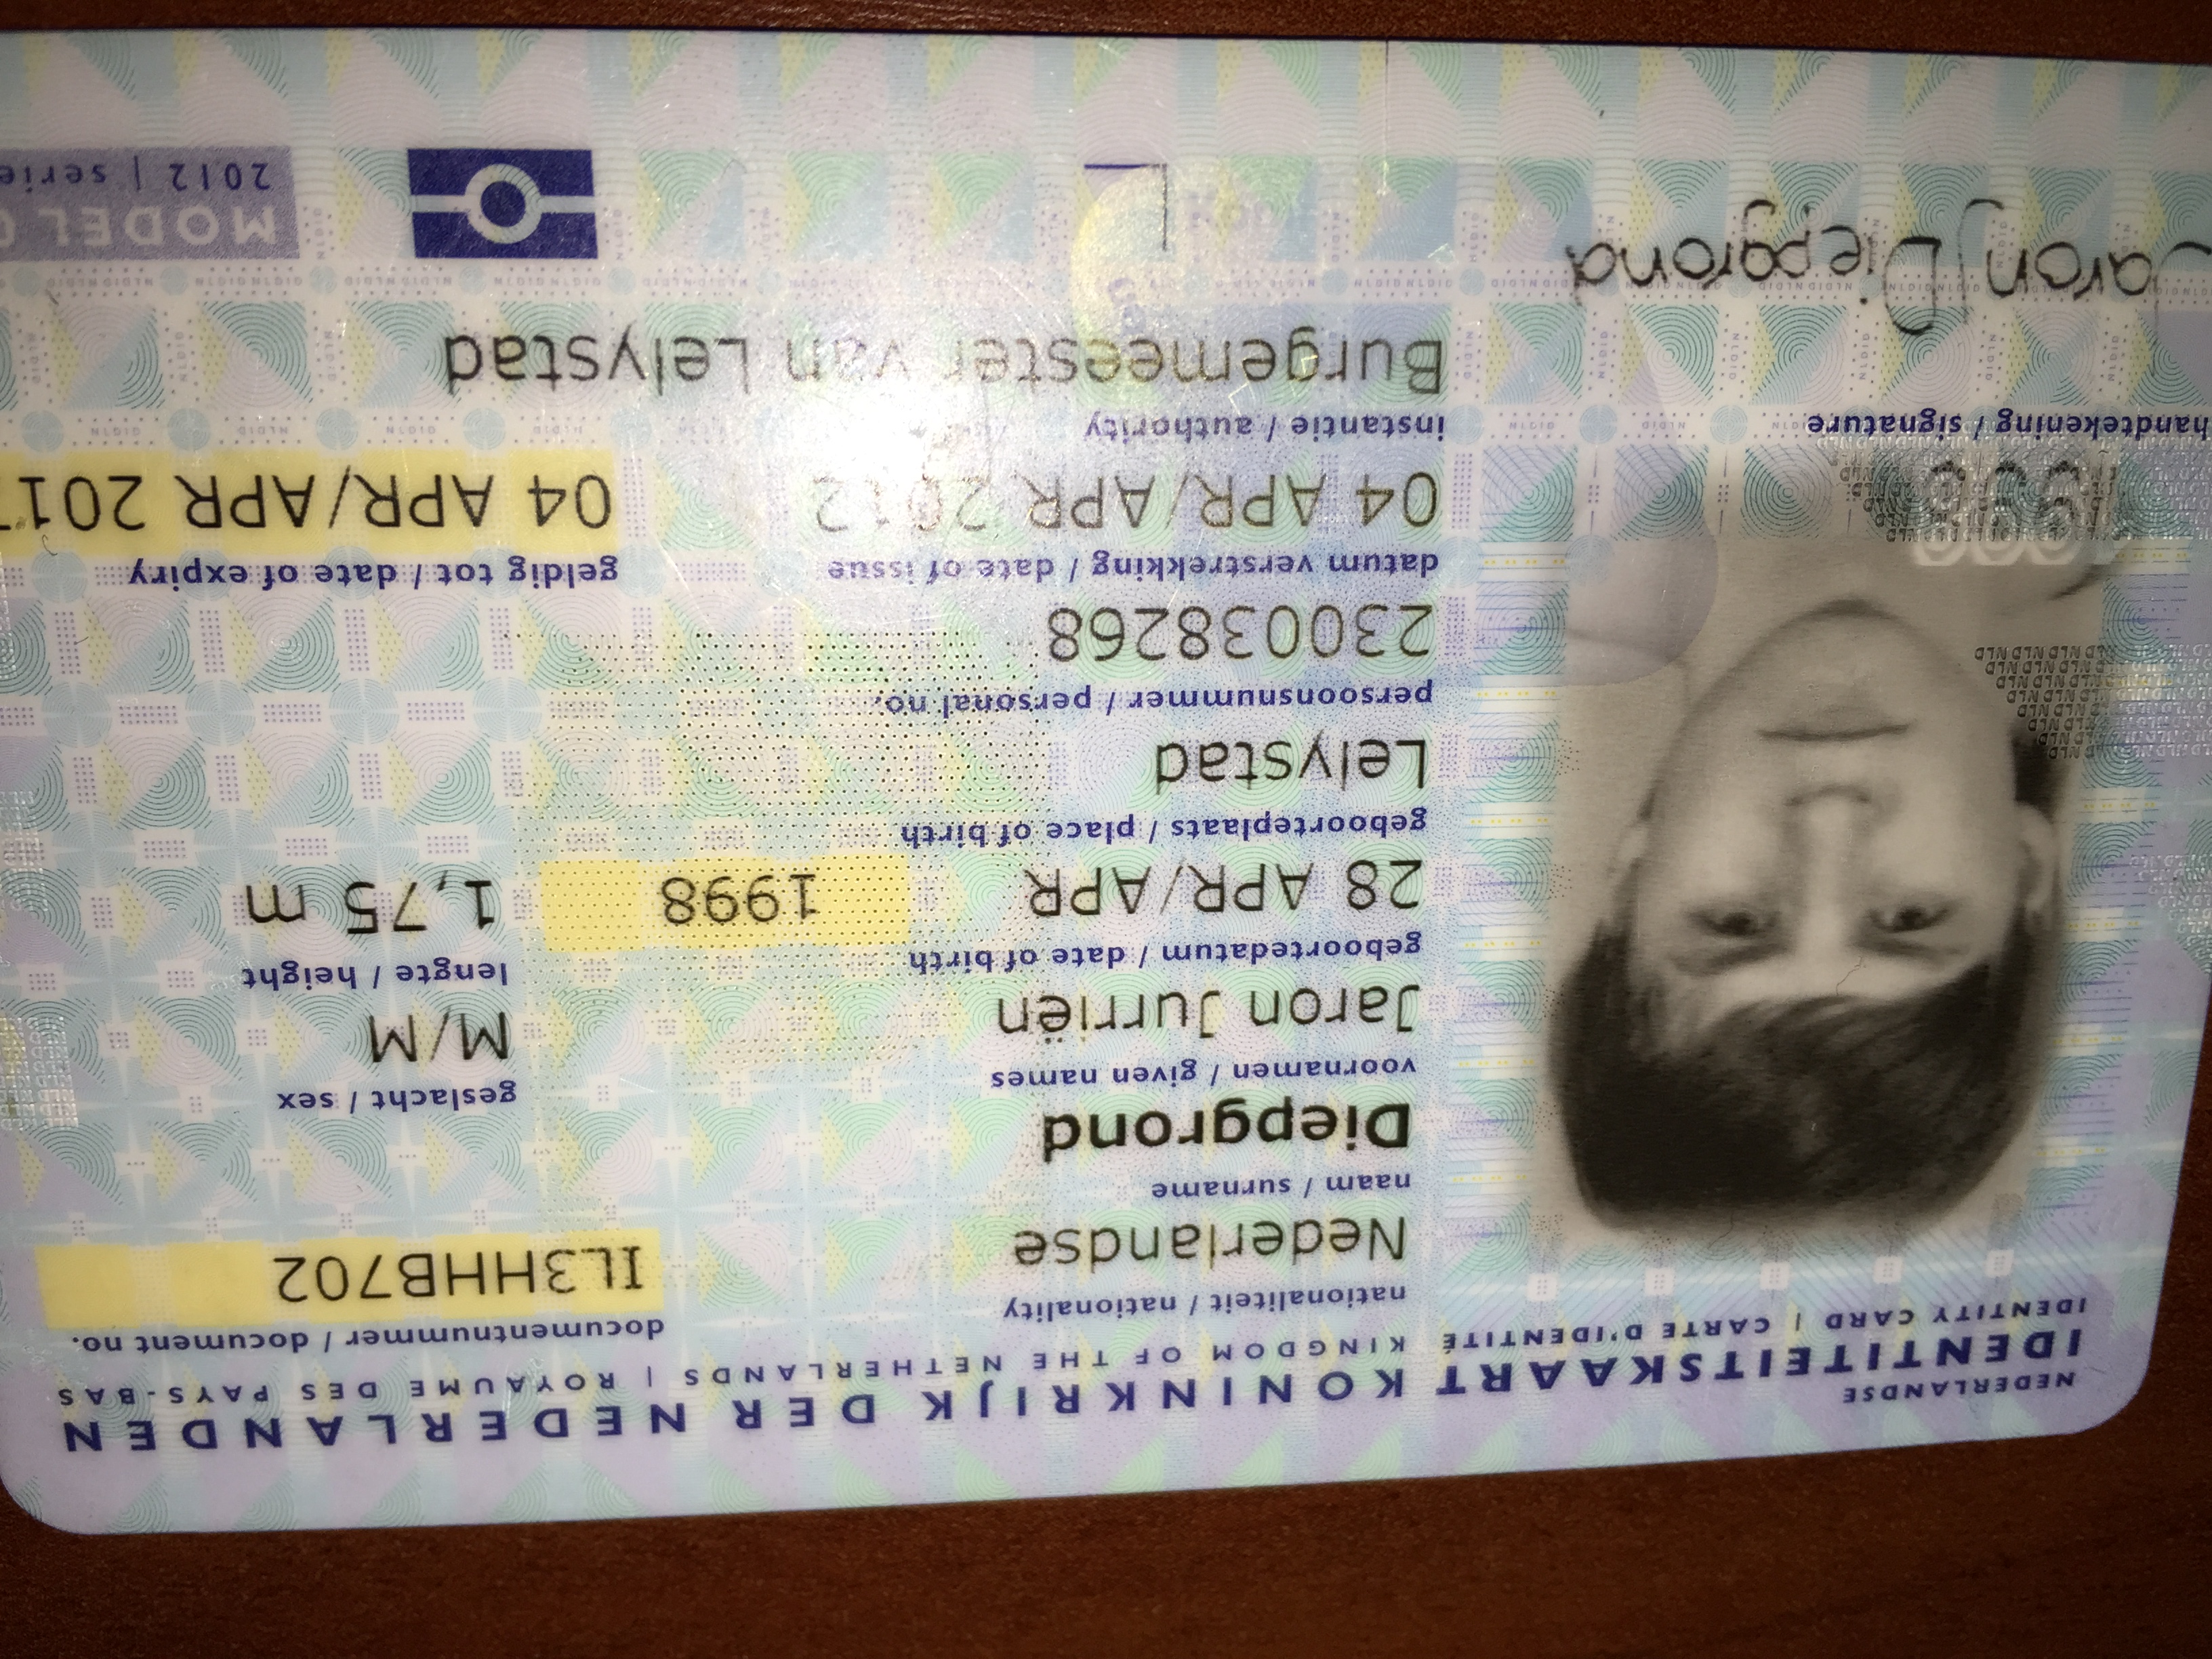 NEDERLANDSE
IDENTITEITSKAART KONINKRIJK DER NEDERLANDEN
IDENTITY CARD | CARTE D'IDENTITÉ KINGDOM OF THE NETHERLANDS | ROYAUME DES PAYS-BAS
documentnummer / document no.
IL3HHB702
nationaliteit / nationality
Nederlandse
naam / surname
Diepgrond
voornamen / given names
Jaron Jurriën
geslacht / sex
M/M
geboortedatum / date of birth
28 APR/APR 1998
lengte / height
1,75 m
geboorteplaats / place of birth
Lelystad
persoonsnummer / personal no.
230038268
datum verstrekking / date of issue
04 APR/APR 2012
geldig tot / date of expiry
04 APR/APR
instantie / authority
Burgemeester van Lelystad
handtekening / signature
Jaron Diepgrond
MODEL
2012 | serie